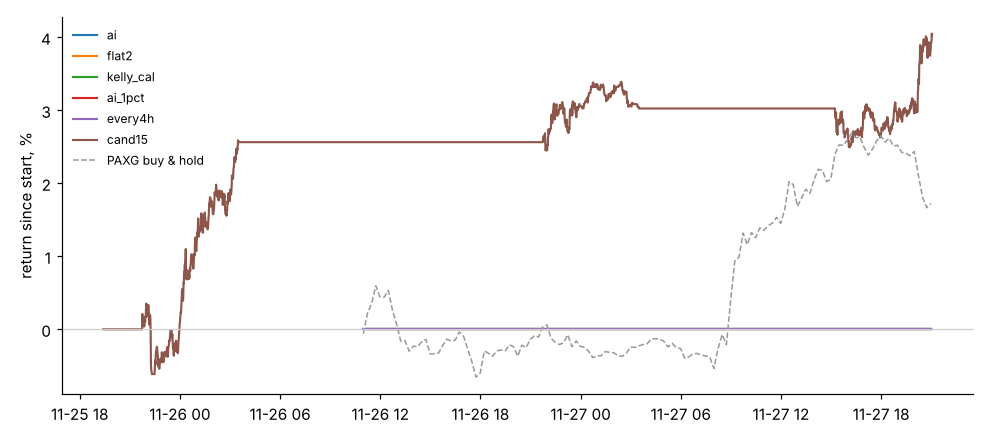 ai
flat2
kelly_cal
ai_1pct
every4h
cand15
PAXG buy & hold
return since start, %
4
3
2
1
0
11-25 18
11-26 00
11-26 06
11-26 12
11-26 18
11-27 00
11-27 06
11-27 12
11-27 18